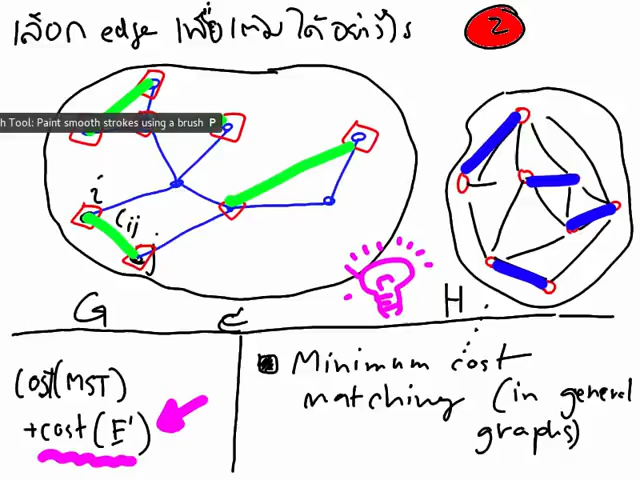 เลือก edge เพื่อเติม ได้อย่างไร
2
h Tool: Paint smooth strokes using a brush P
i
Cij
j
G
H
Cost(MST)
+cost(E')
Minimum cost
matching (in general
graphs)